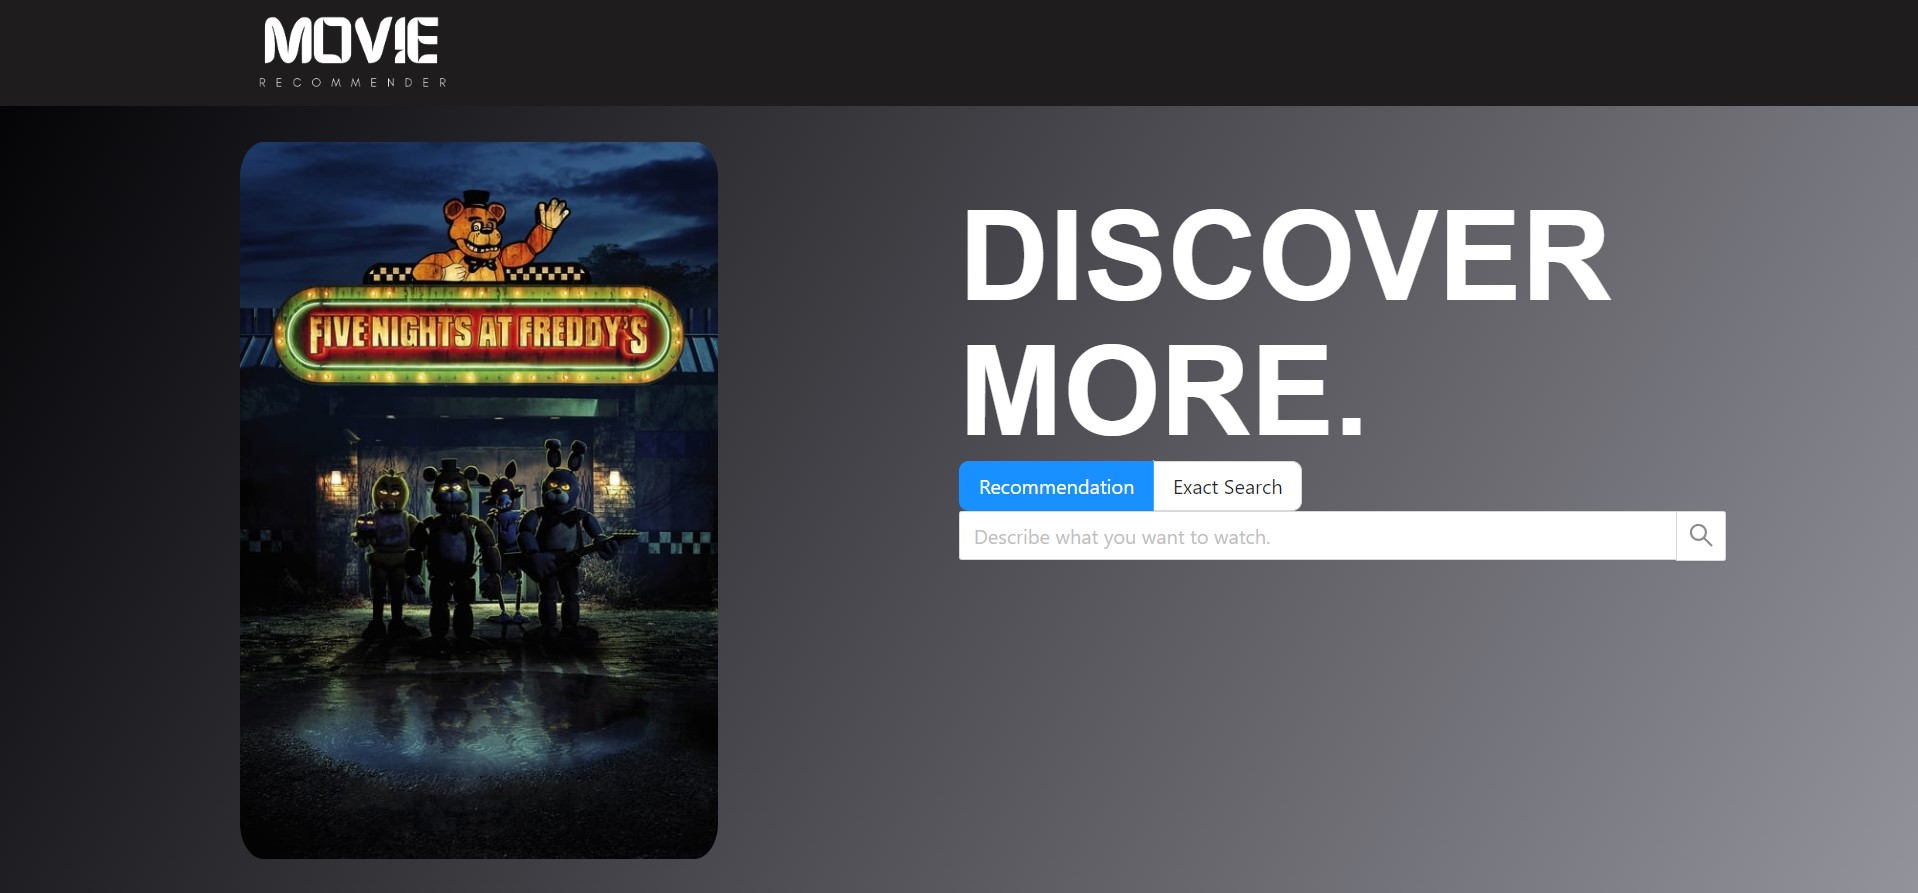 MOVIE
RECOMMENDER
FIVE NIGHTS AT FREDDY'S
DISCOVER
MORE.
Recommendation
Exact Search
Describe what you want to watch.